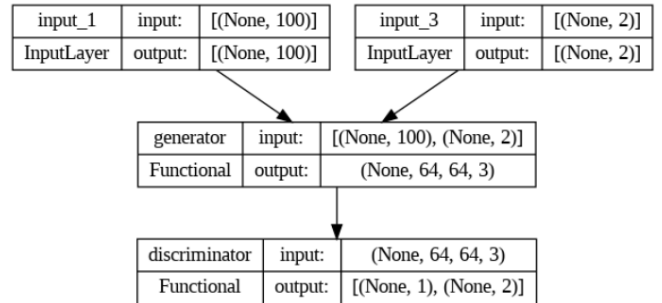 input_1 input: [(None, 100)]
InputLayer output: [(None, 100)]
input_3 input: [(None, 2)]
InputLayer output: [(None, 2)]
generator input: [(None, 100), (None, 2)]
Functional output: (None, 64, 64, 3)
discriminator input: (None, 64, 64, 3)
Functional output: [(None, 1), (None, 2)]